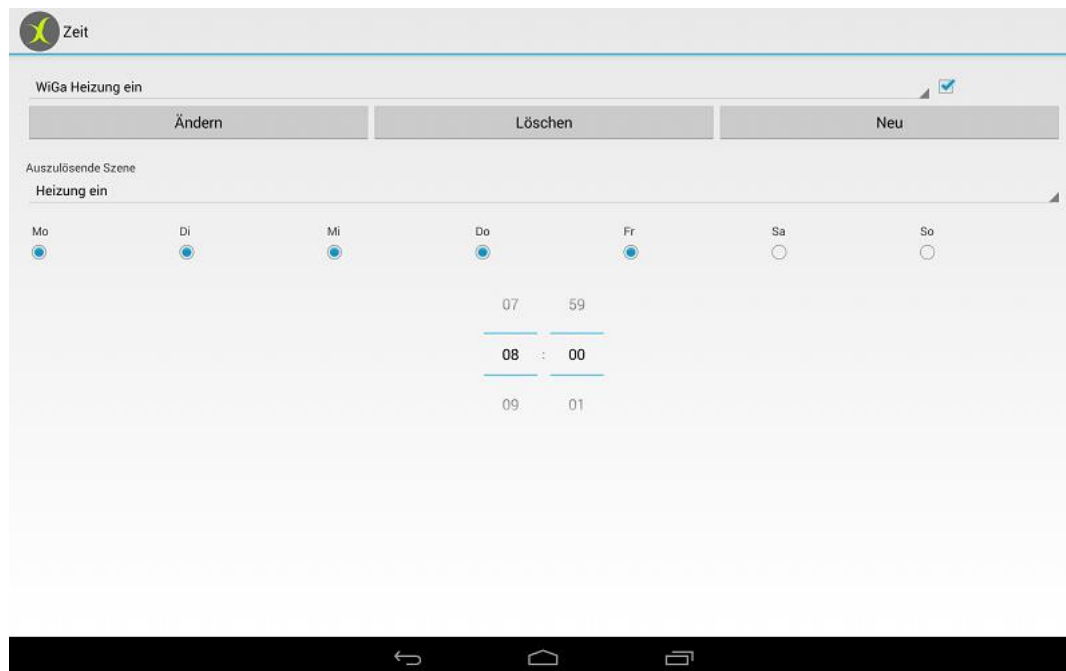 Zeit
WiGa Heizung ein
Ändern Löschen Neu
Auszulösende Szene
Heizung ein
Mo Di Mi Do Fr Sa So
07 59
08 : 00
09 01